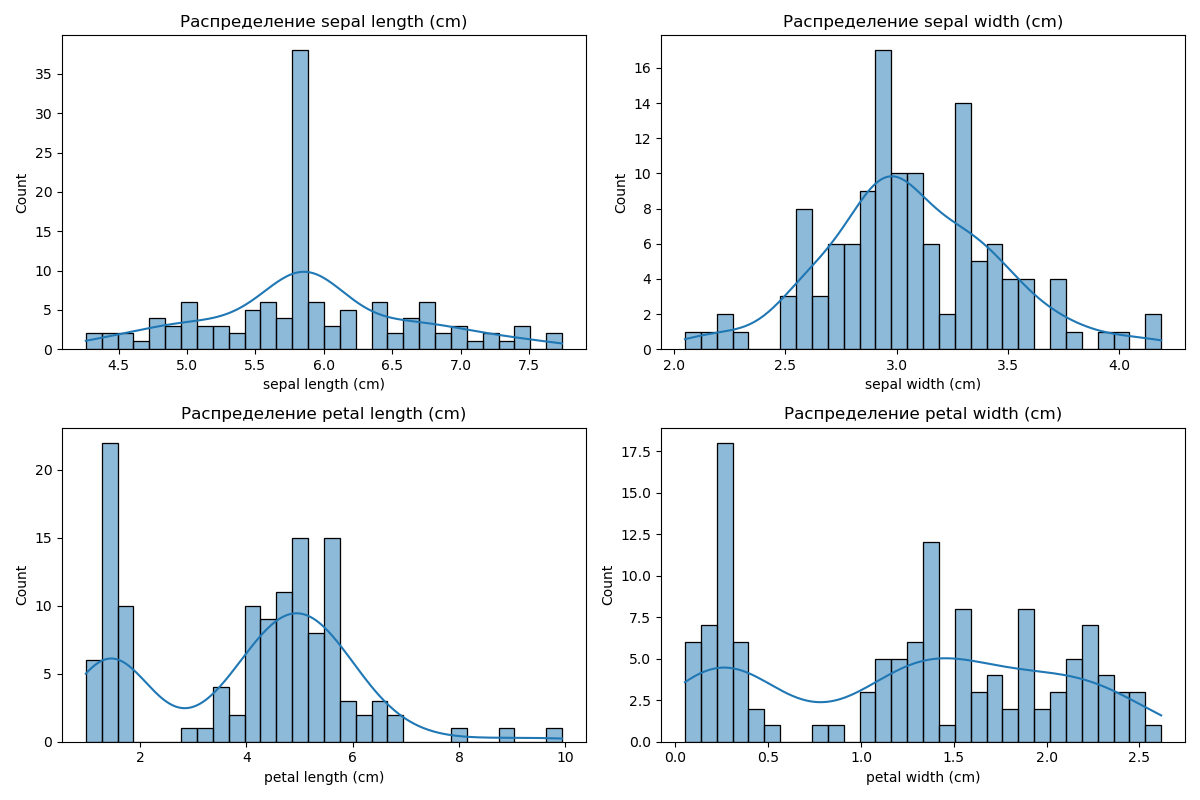 Распределение sepal length (cm)
Count
35
30
25
20
15
10
5
0
4.5 5.0 5.5 6.0 6.5 7.0 7.5
sepal length (cm)
Распределение sepal width (cm)
Count
16
14
12
10
8
6
4
2
0
2.0 2.5 3.0 3.5 4.0
sepal width (cm)
Распределение petal length (cm)
Count
20
15
10
5
0
2 4 6 8 10
petal length (cm)
Распределение petal width (cm)
Count
17.5
15.0
12.5
10.0
7.5
5.0
2.5
0.0
0.0 0.5 1.0 1.5 2.0 2.5
petal width (cm)